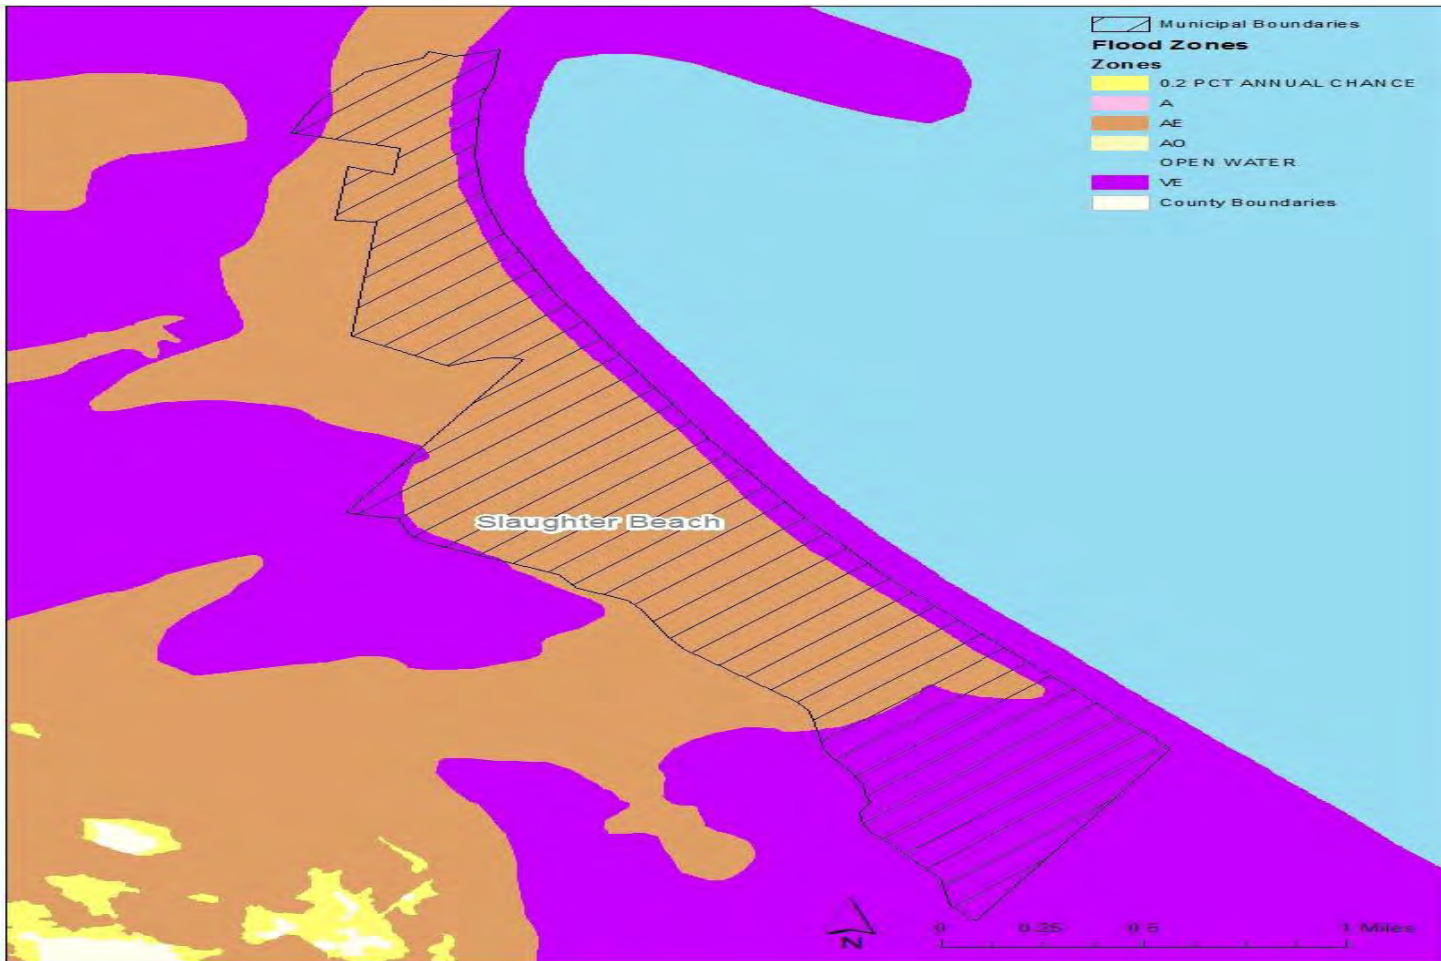 Municipal Boundaries
Flood Zones
Zones
0.2 PCT ANNUAL CHANCE
A
AE
AO
OPEN WATER
VE
County Boundaries
Slaughter Beach
N
0 0.25 0.5 1 Miles